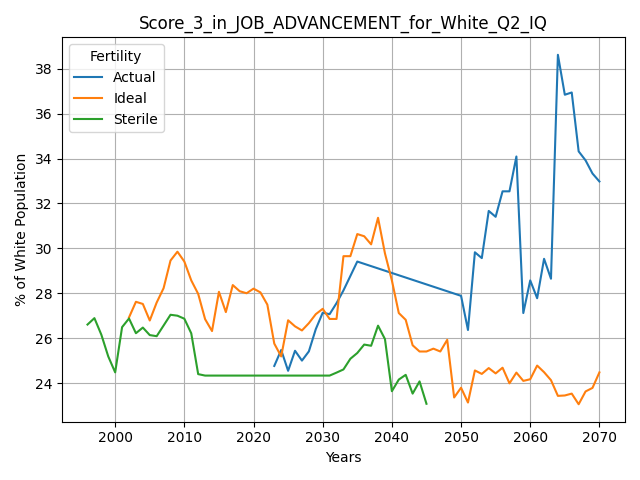 Score_3_in_JOB_ADVANCEMENT_for_White_Q2_IQ
Fertility
Actual
Ideal
Sterile
% of White Population
38
36
34
32
30
28
26
24
2000 2010 2020 2030 2040 2050 2060 2070
Years